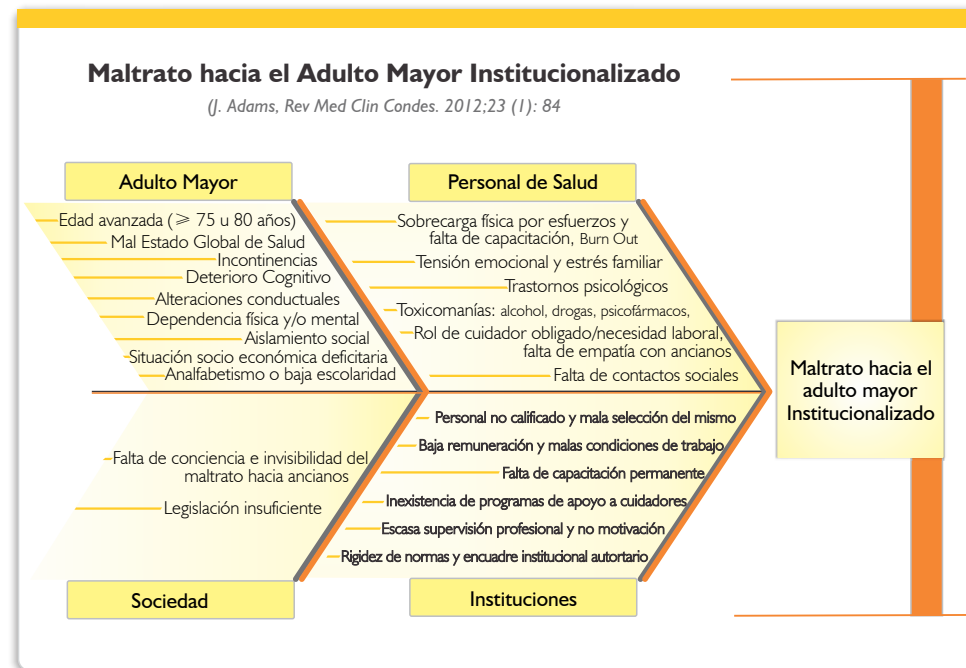 Maltrato hacia el Adulto Mayor Institucionalizado
(J. Adams, Rev Med Clin Condes. 2012;23 (1): 84
Adulto Mayor
Edad avanzada (⩾ 75 u 80 años)
Mal Estado Global de Salud
Incontinencias
Deterioro Cognitivo
Alteraciones conductuales
Dependencia física y/o mental
Aislamiento social
Situación socio económica deficitaria
Analfabetismo o baja escolaridad
Personal de Salud
Sobrecarga física por esfuerzos y
falta de capacitación, Burn Out
Tensión emocional y estrés familiar
Trastornos psicológicos
Toxicomanías: alcohol, drogas, psicofármacos,
Rol de cuidador obligado/necesidad laboral,
falta de empatía con ancianos
Falta de contactos sociales
Maltrato hacia el
adulto mayor
Institucionalizado
Falta de conciencia e invisibilidad del
maltrato hacia ancianos
Legislación insuficiente
Sociedad
Personal no calificado y mala selección del mismo
Baja remuneración y malas condiciones de trabajo
Falta de capacitación permanente
Inexistencia de programas de apoyo a cuidadores
Escasa supervisión profesional y no motivación
Rigidez de normas y encuadre institucional autortario
Instituciones